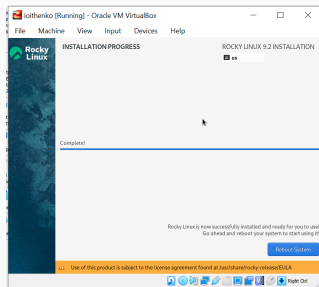 ioithenko [Running] - Oracle VM VirtualBox
File Machine View Input Devices Help
Rocky
Linux
INSTALLATION PROGRESS
ROCKY LINUX 9.2 INSTALLATION
us
Complete!
Rocky Linux is now successfully installed and ready for you to use!
Go ahead and reboot your system to start using it!
Reboot System
Use of this product is subject to the license agreement found at /usr/share/rocky-release/EULA
Right Ctrl